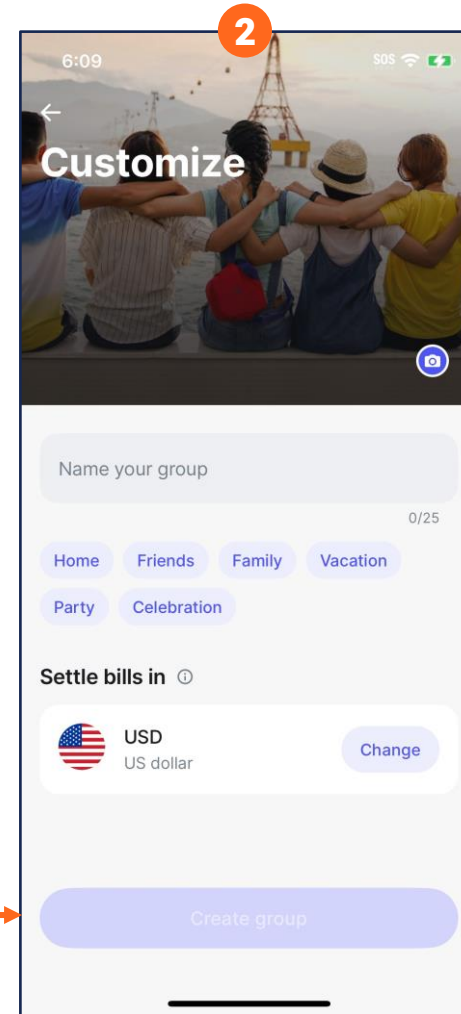 2
6:09 SOS
Customize
Name your group
0/25
Home Friends Family Vacation
Party Celebration
Settle bills in
USD
US dollar
Change
Create group